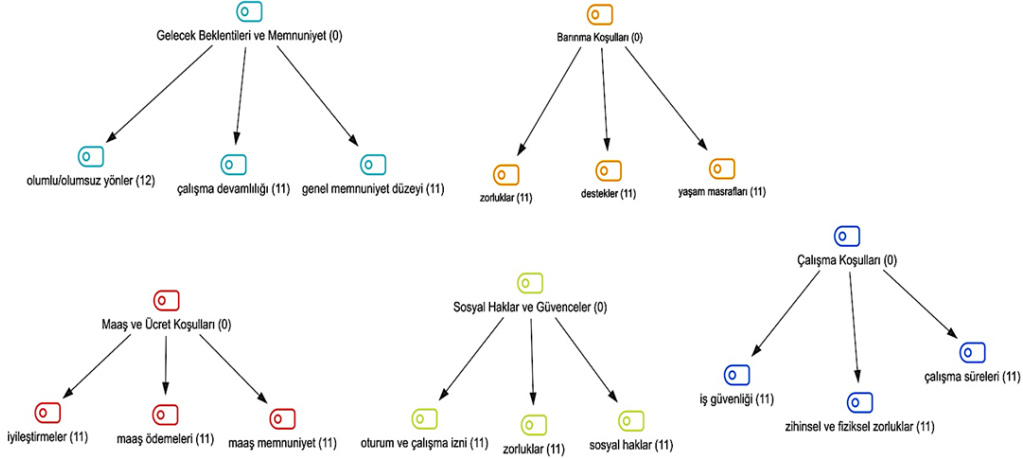 Gelecek Beklentileri ve Memnuniyet (0)
olumlu/olumsuz yönler (12)
çalışma devamlılığı (11)
genel memnuniyet düzeyi (11)
Barınma Koşulları (0)
zorluklar (11)
destekler (11)
yaşam masrafları (11)
Maaş ve Ücret Koşulları (0)
iyileştirmeler (11)
maaş ödemeleri (11)
maaş memnuniyet (11)
Sosyal Haklar ve Güvenceler (0)
oturum ve çalışma izni (11)
zorluklar (11)
sosyal haklar (11)
Çalışma Koşulları (0)
iş güvenliği (11)
zihinsel ve fiziksel zorluklar (11)
çalışma süreleri (11)